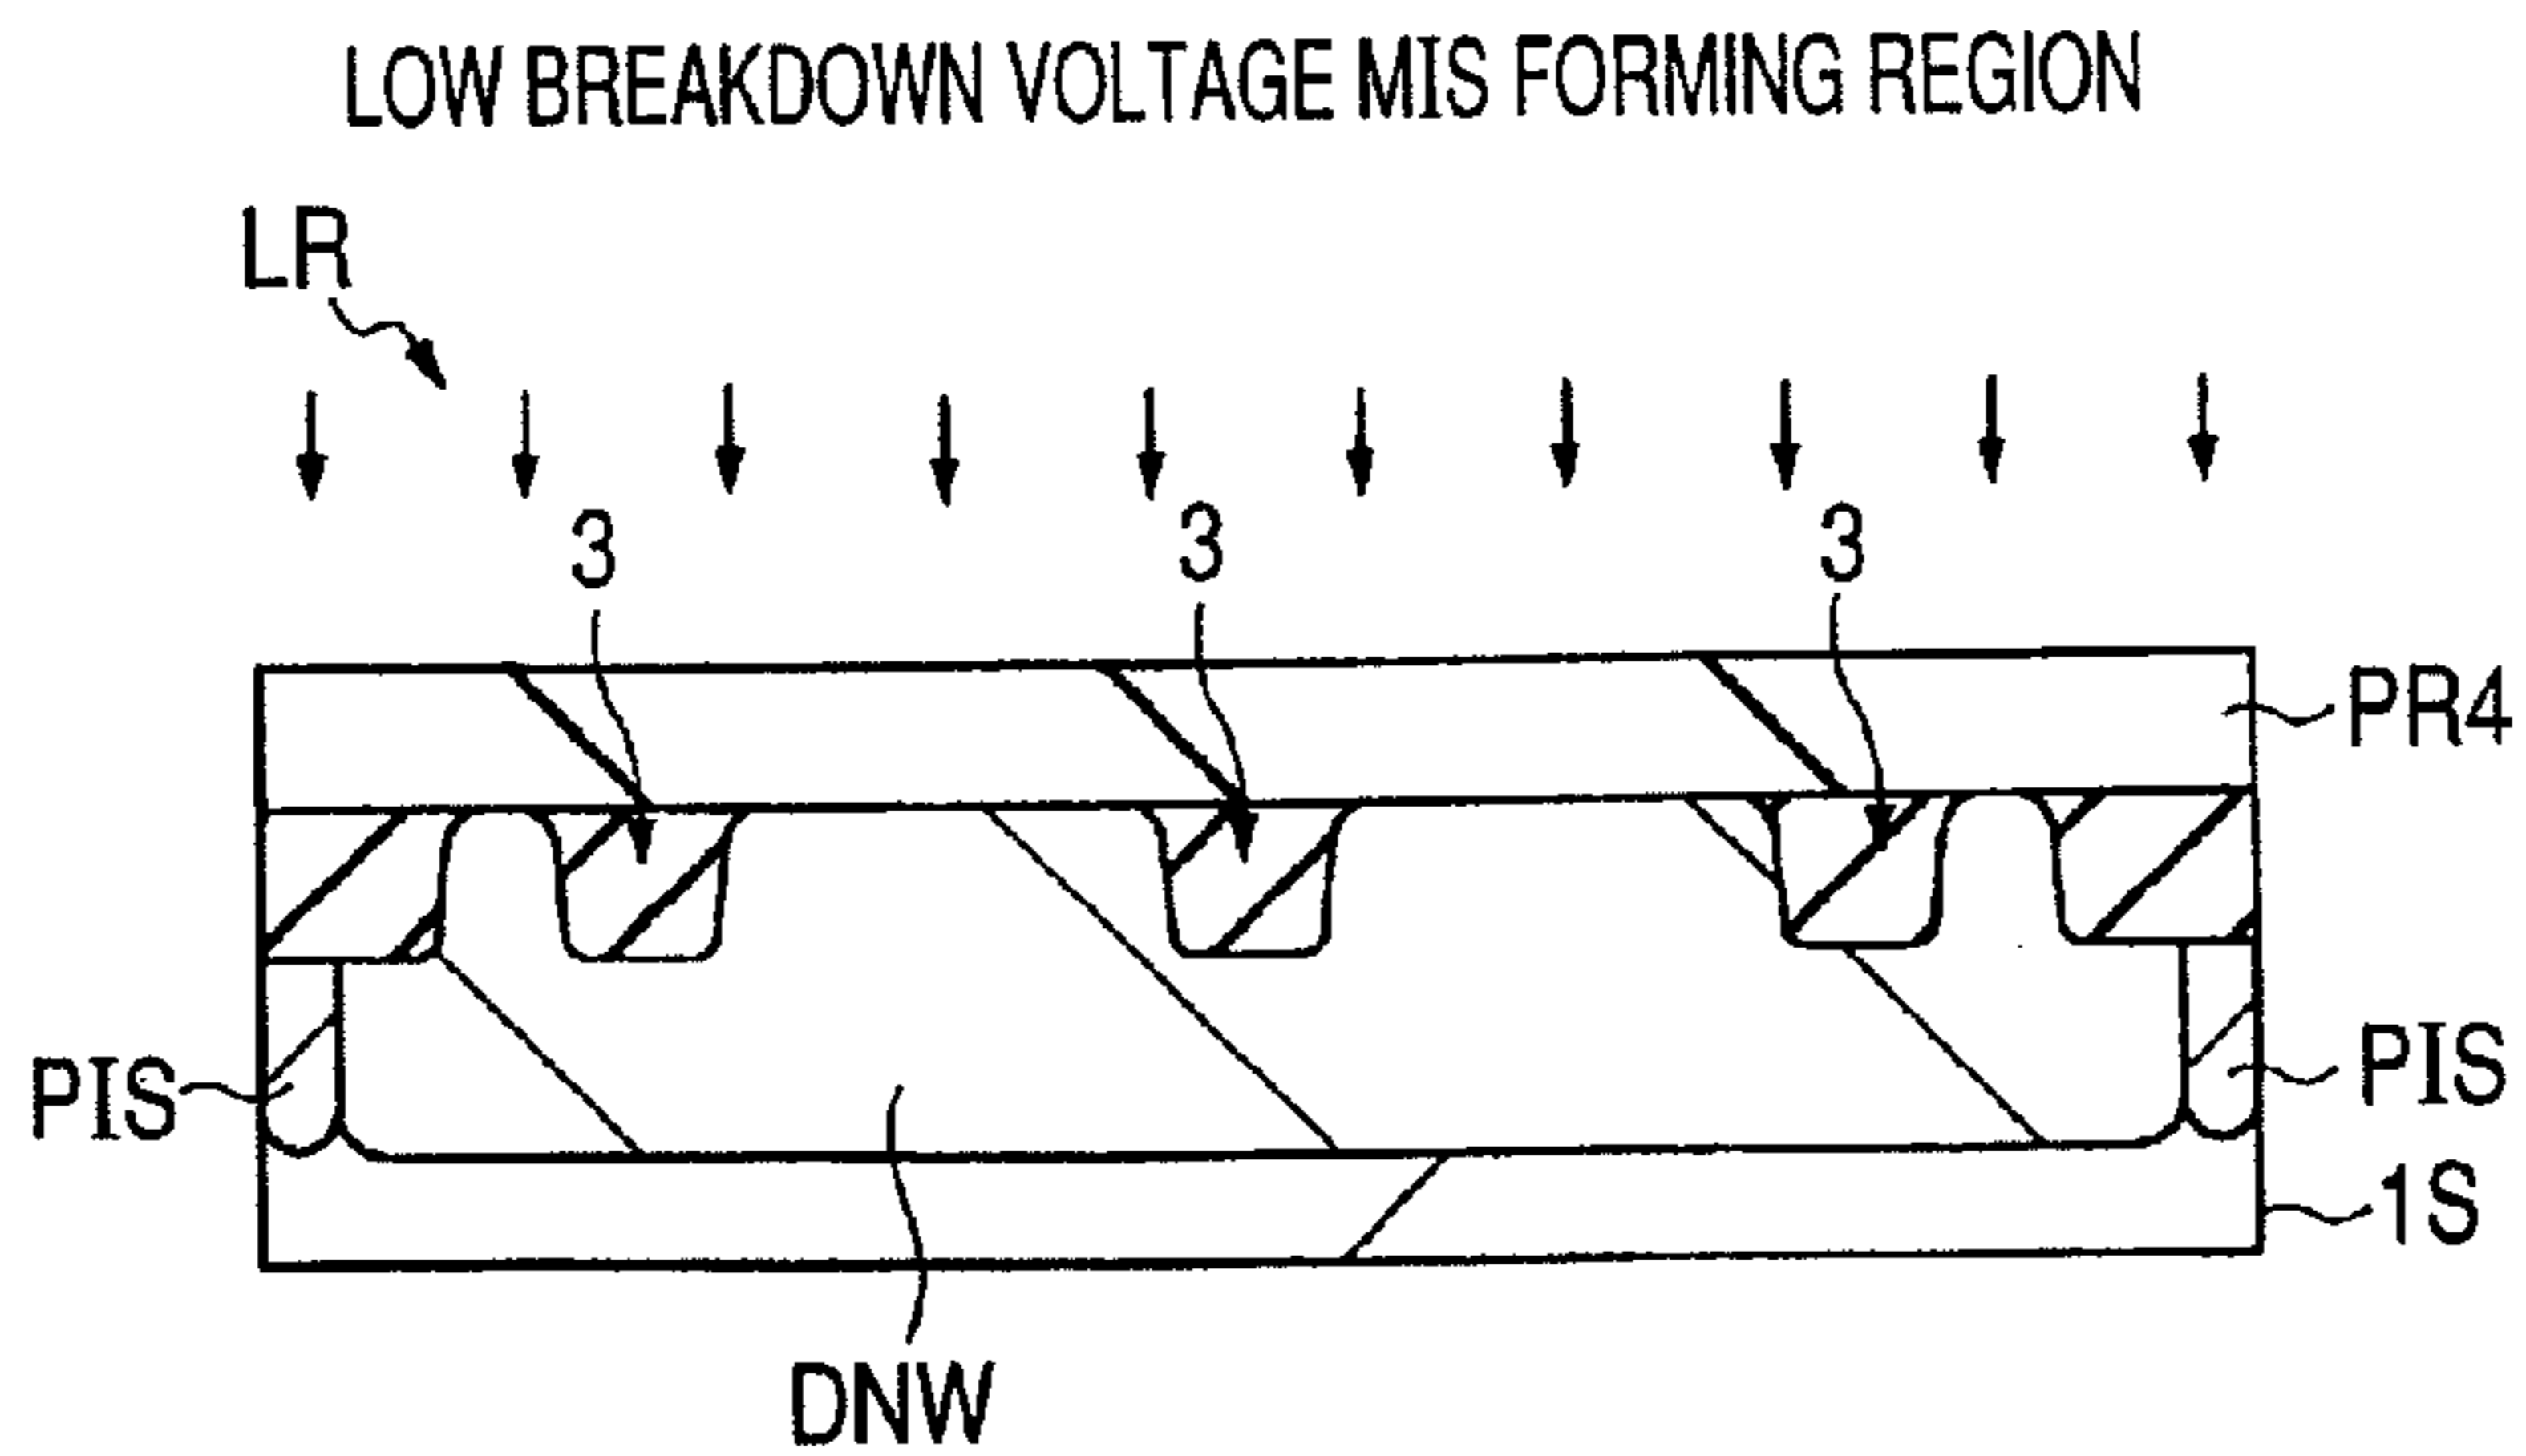 LOW BREAKDOWN VOLTAGE MIS FORMING REGION
LR
3 3 3
PR4
PIS PIS
1S
DNW